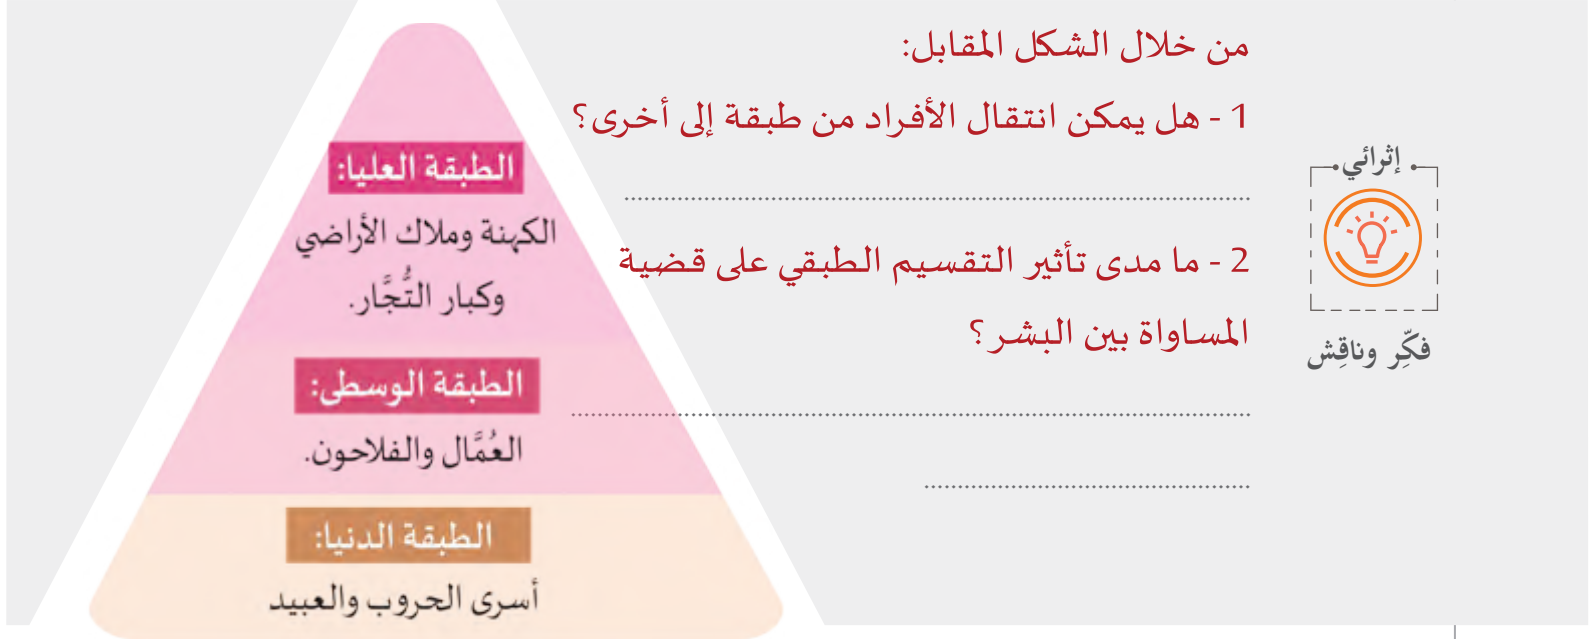 من خلال الشكل المقابل:
1 - هل يمكن انتقال الأفراد من طبقة إلى أخرى؟
2 - ما مدى تأثير التقسيم الطبقي على قضية
المساواة بين البشر؟
إثرائي
فكِّر وناقِش
الطبقة العليا:
الكهنة وملاك الأراضي
وكبار التُّجَّار.
الطبقة الوسطى:
العُمَّال والفلاحون.
الطبقة الدنيا:
أسرى الحروب والعبيد